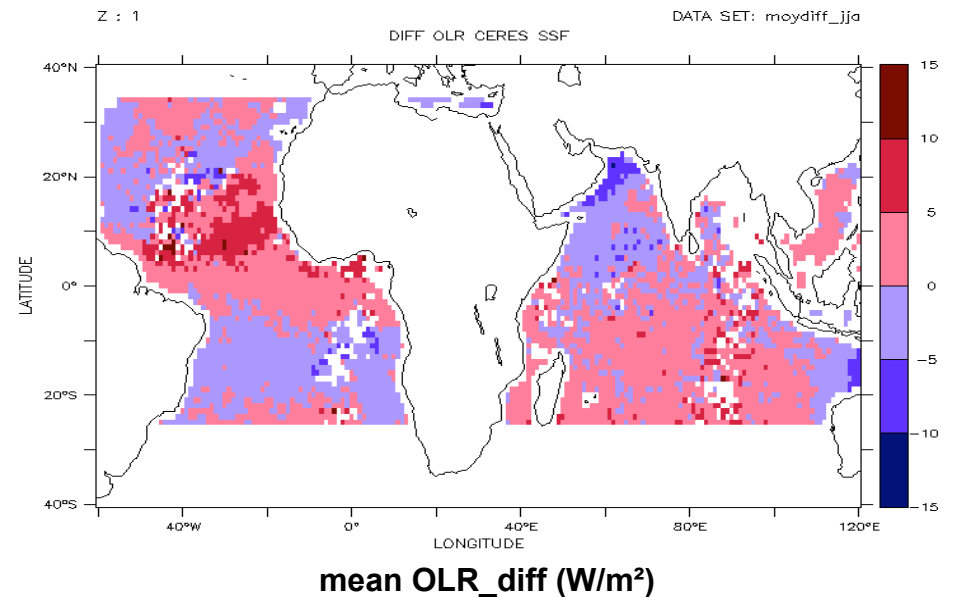 Z : 1
DATA SET: moydiff_jja
DIFF OLR CERES SSF
40°N
20°N
0°
20°S
40°S
LATITUDE
40°W
0°
40°E
80°E
120°E
LONGITUDE
15
10
5
0
-5
-10
-15
mean OLR_diff (W/m²)